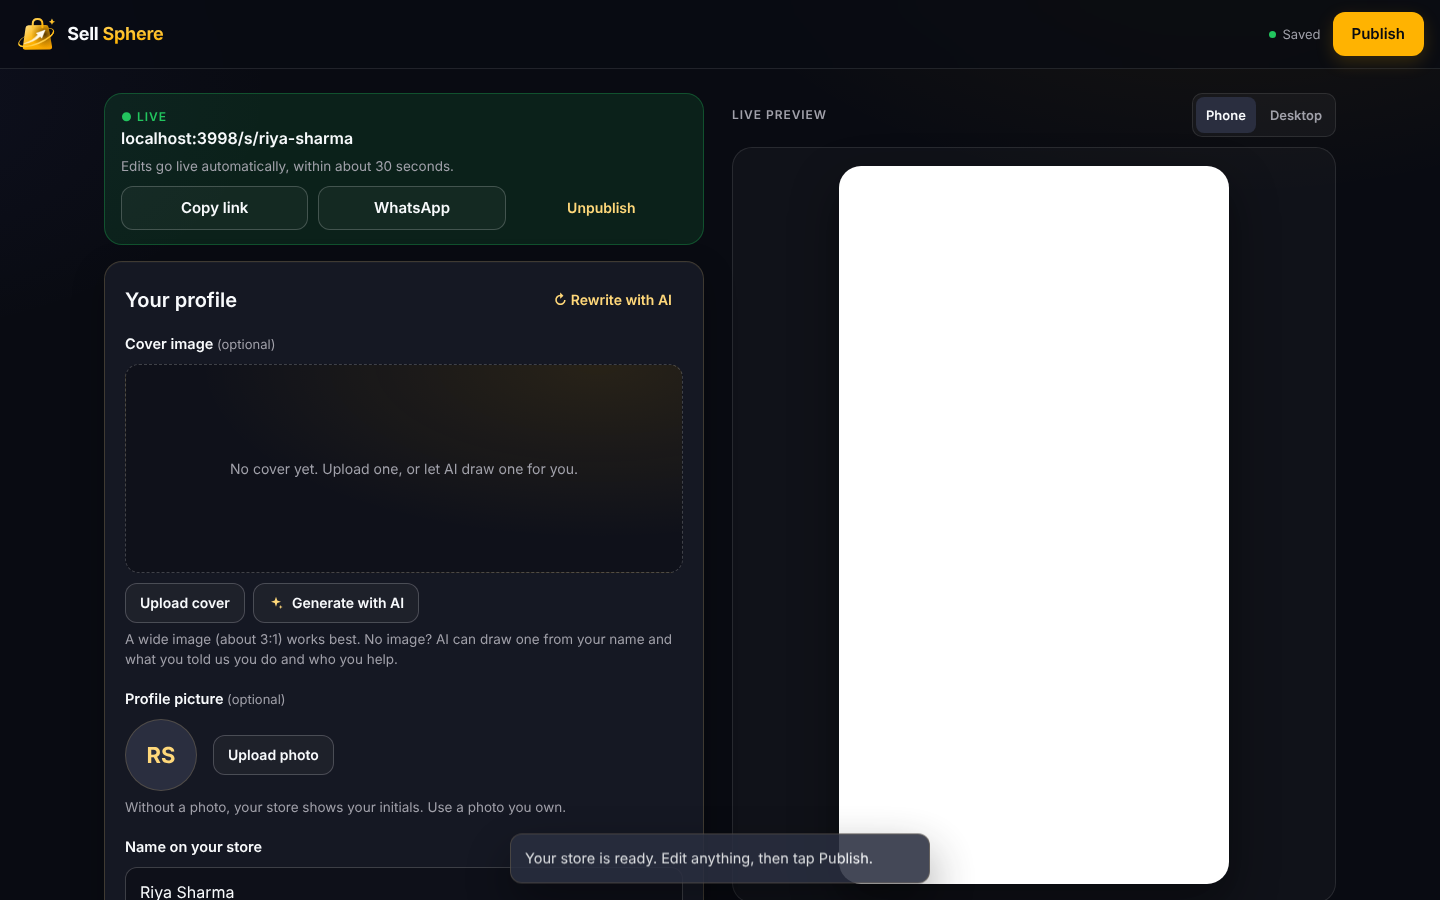 Sell Sphere
Saved
Publish
LIVE
localhost:3998/s/riya-sharma
Edits go live automatically, within about 30 seconds.
Copy link
WhatsApp
Unpublish
Your profile
Rewrite with AI
Cover image (optional)
No cover yet. Upload one, or let AI draw one for you.
Upload cover
Generate with AI
A wide image (about 3:1) works best. No image? AI can draw one from your name and
what you told us you do and who you help.
Profile picture (optional)
RS
Upload photo
Without a photo, your store shows your initials. Use a photo you own.
Name on your store
Riya Sharma
LIVE PREVIEW
Phone
Desktop
Your store is ready. Edit anything, then tap Publish.